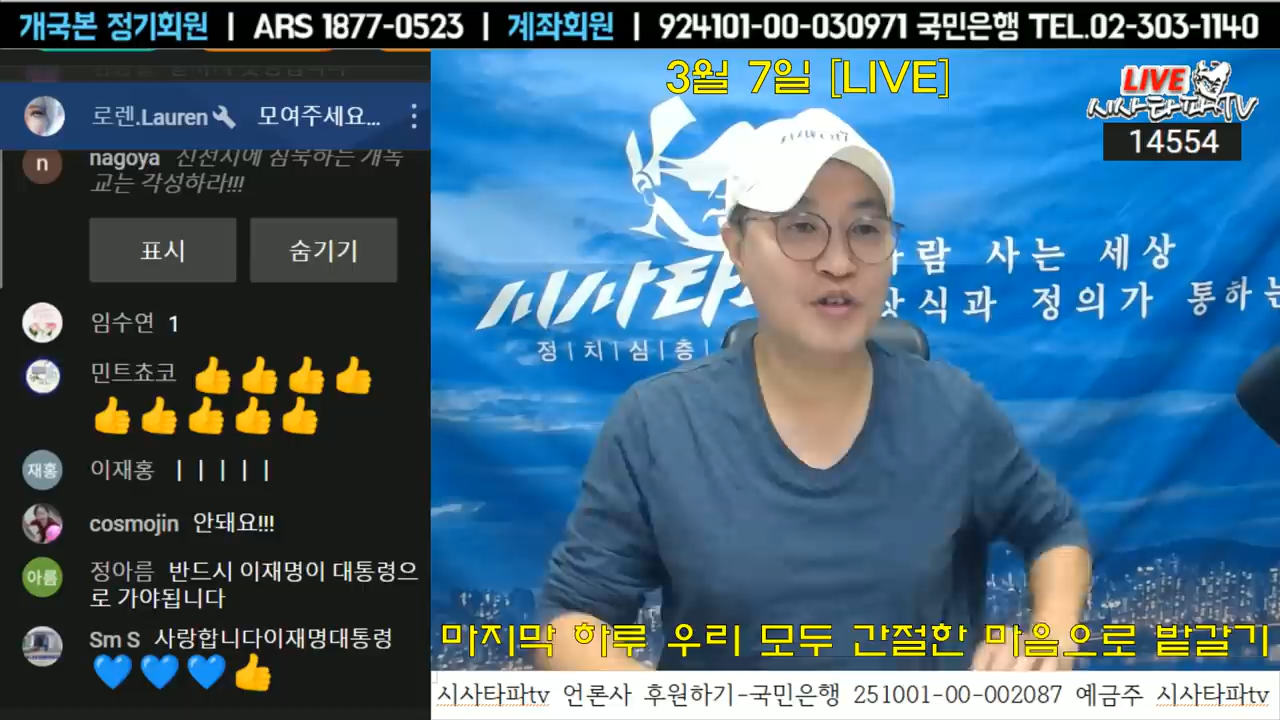 개국본 정기회원 | ARS 1877-0523 | 계좌회원 | 924101-00-030971 국민은행 TEL.02-303-1140
3월 7일 [LIVE]
LIVE
시사타파TV
14554
로렌.Lauren 모여주세요...
nagoya 신천지에 침묵하는 개독
교는 각성하라!!!
표시 숨기기
임수연 1
민트쵸코 👍👍👍👍
👍👍👍👍👍
재홍 이재홍 ㅣㅣㅣㅣㅣ
cosmojin 안돼요!!!
아름 정아름 반드시 이재명이 대통령으
로 가야됩니다
Sm S 사랑합니다이재명대통령
💙💙💙👍
사람 사는 세상
상식과 정의가 통하는
시사타파
정|치|심|층|
마지막 하루 우리 모두 간절한 마음으로 밭갈기
시사타파tv 언론사 후원하기-국민은행 251001-00-002087 예금주 시사타파tv